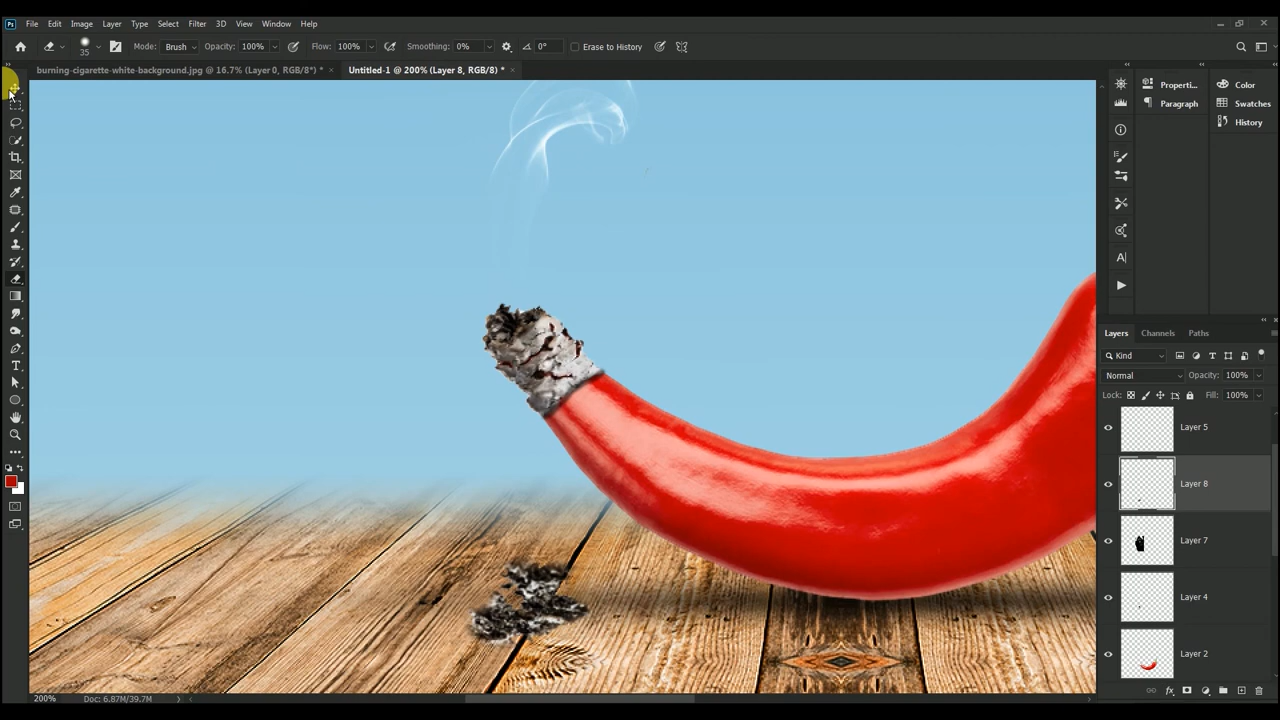 Ps File Edit Image Layer Type Select Filter 3D View Window Help
35 Mode: Brush Opacity: 100% Flow: 100% Smoothing: 0% 0° Erase to History
burning-cigarette-white-background.jpg @ 16.7% (Layer 0, RGB/8*) * × Untitled-1 @ 200% (Layer 8, RGB/8) * ×
Properti... Color
Paragraph Swatches
History
Layers Channels Paths
Kind
Normal Opacity: 100%
Lock: Fill: 100%
Layer 5
Layer 8
Layer 7
Layer 4
Layer 2
200% Doc: 6.87M/39.7M